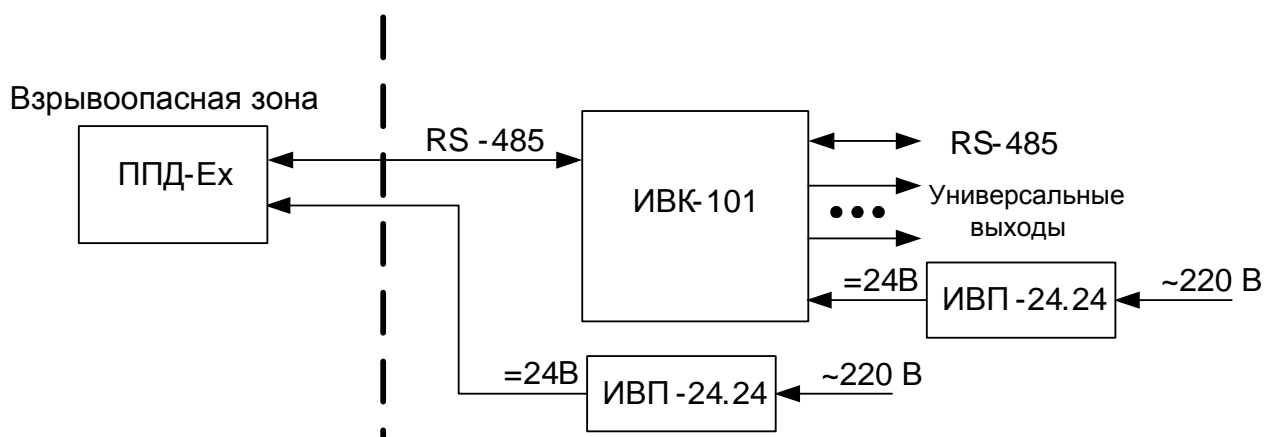 Взрывоопасная зона
ППД-Ex
RS -485
ИВК-101
RS-485
Универсальные
выходы
=24В
ИВП -24.24
~220 В
=24В
ИВП -24.24
~220 В